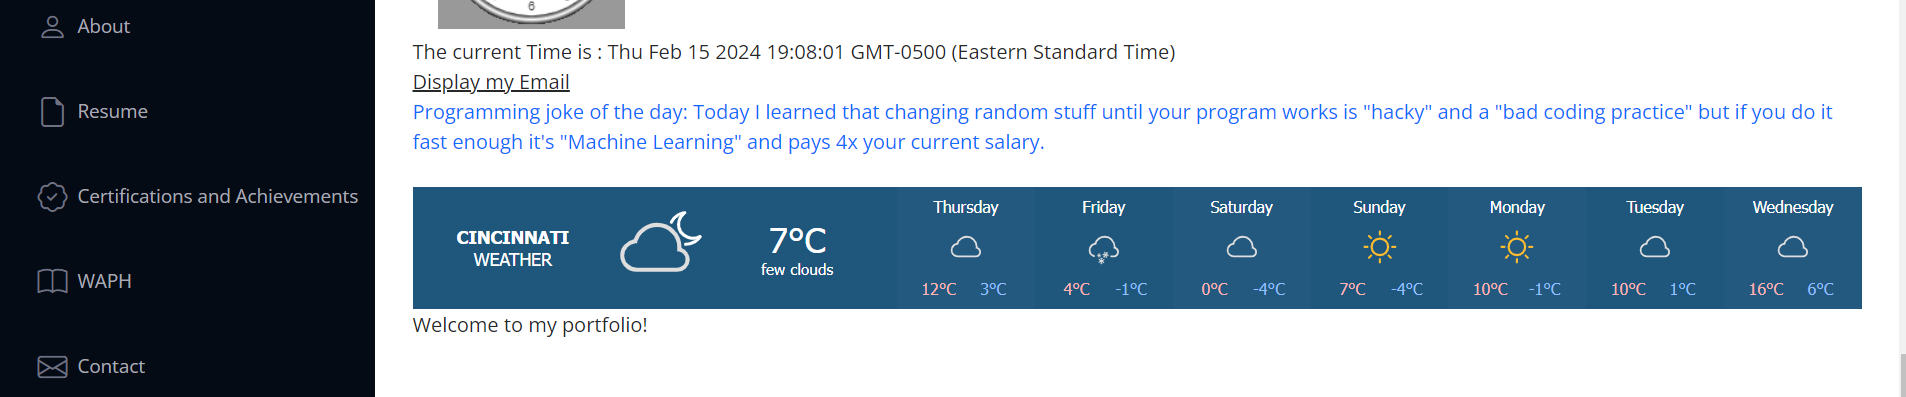 About
Resume
Certifications and Achievements
WAPH
Contact
6
The current Time is : Thu Feb 15 2024 19:08:01 GMT-0500 (Eastern Standard Time)
Display my Email
Programming joke of the day: Today I learned that changing random stuff until your program works is "hacky" and a "bad coding practice" but if you do it
fast enough it's "Machine Learning" and pays 4x your current salary.
CINCINNATI
WEATHER
7°C
few clouds
Thursday
12°C 3°C
Friday
4°C -1°C
Saturday
0°C -4°C
Sunday
7°C -4°C
Monday
10°C -1°C
Tuesday
10°C 1°C
Wednesday
16°C 6°C
Welcome to my portfolio!